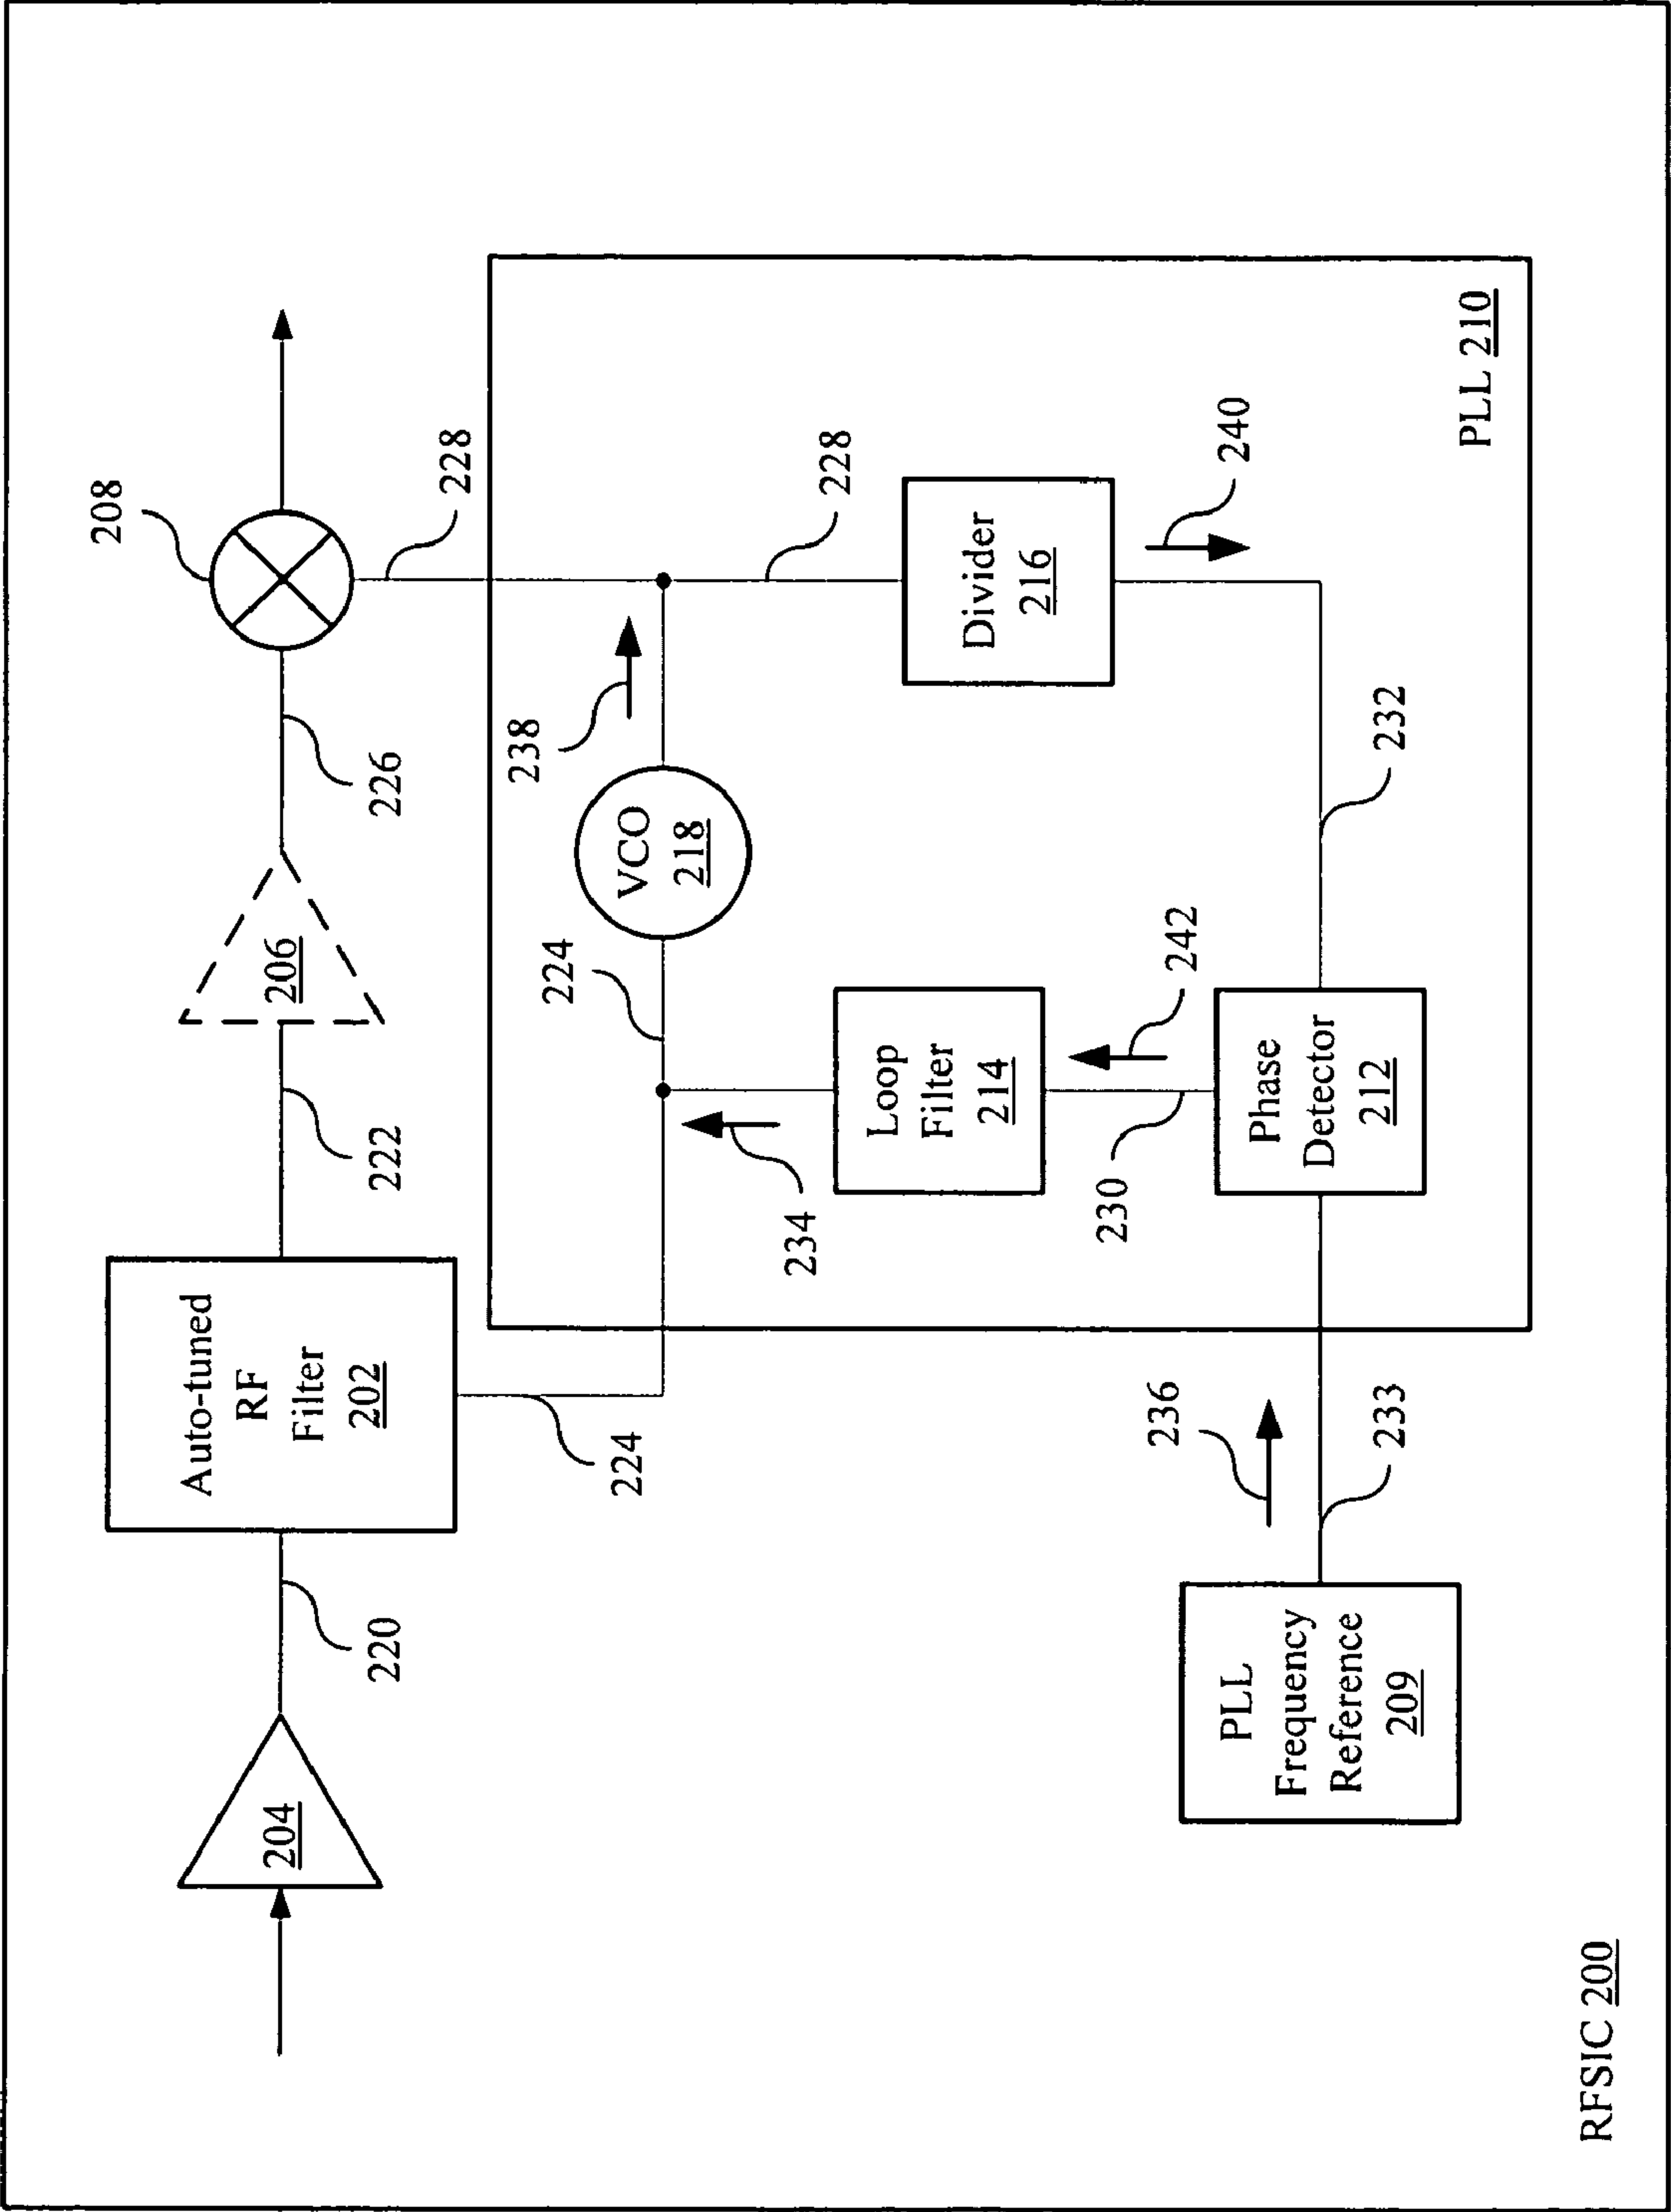 208
204
220
Auto-tuned
RF
Filter
202
222
206
226
228
224
224
VCO
218
238
228
234
Loop
Filter
214
Divider
216
230
242
240
236
PLL
Frequency
Reference
209
233
Phase
Detector
212
232
PLL 210
RFSIC 200